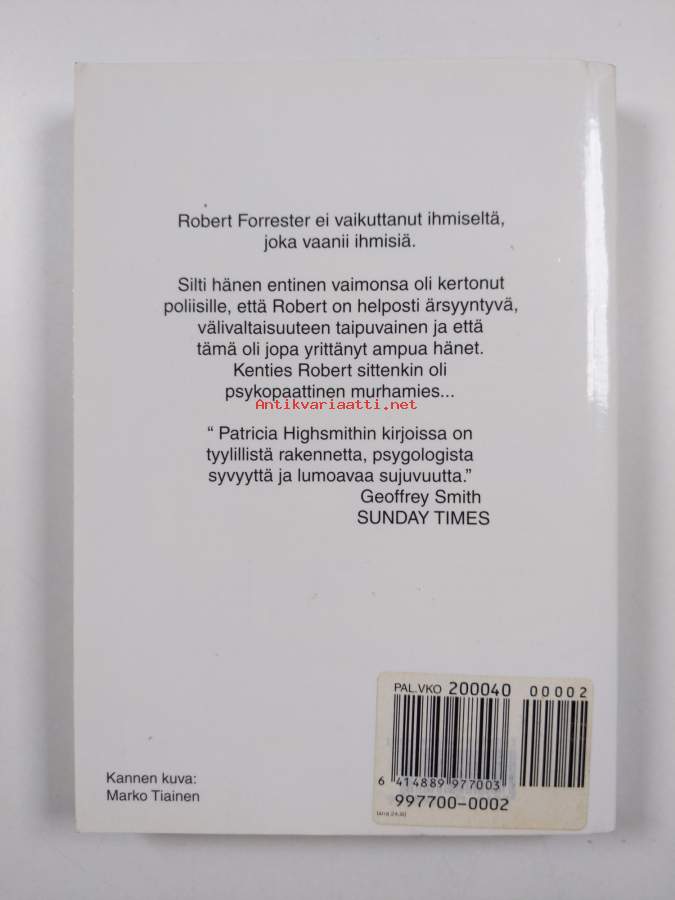 Robert Forrester ei vaikuttanut ihmiseltä,
joka vaanii ihmisiä.
Silti hänen entinen vaimonsa oli kertonut
poliisille, että Robert on helposti ärsyyntyvä,
välivaltaisuuteen taipuvainen ja että
tämä oli jopa yrittänyt ampua hänet.
Kenties Robert sittenkin oli
psykopaattinen murhamies...
Antikvariaatti.net
“ Patricia Highsmithin kirjoissa on
tyylillistä rakennetta, psygologista
syvyyttä ja lumoavaa sujuvuutta.”
Geoffrey Smith
SUNDAY TIMES
PAL.VKO 200040 00002
6 414889 977003
997700-0002
Kannen kuva:
Marko Tiainen